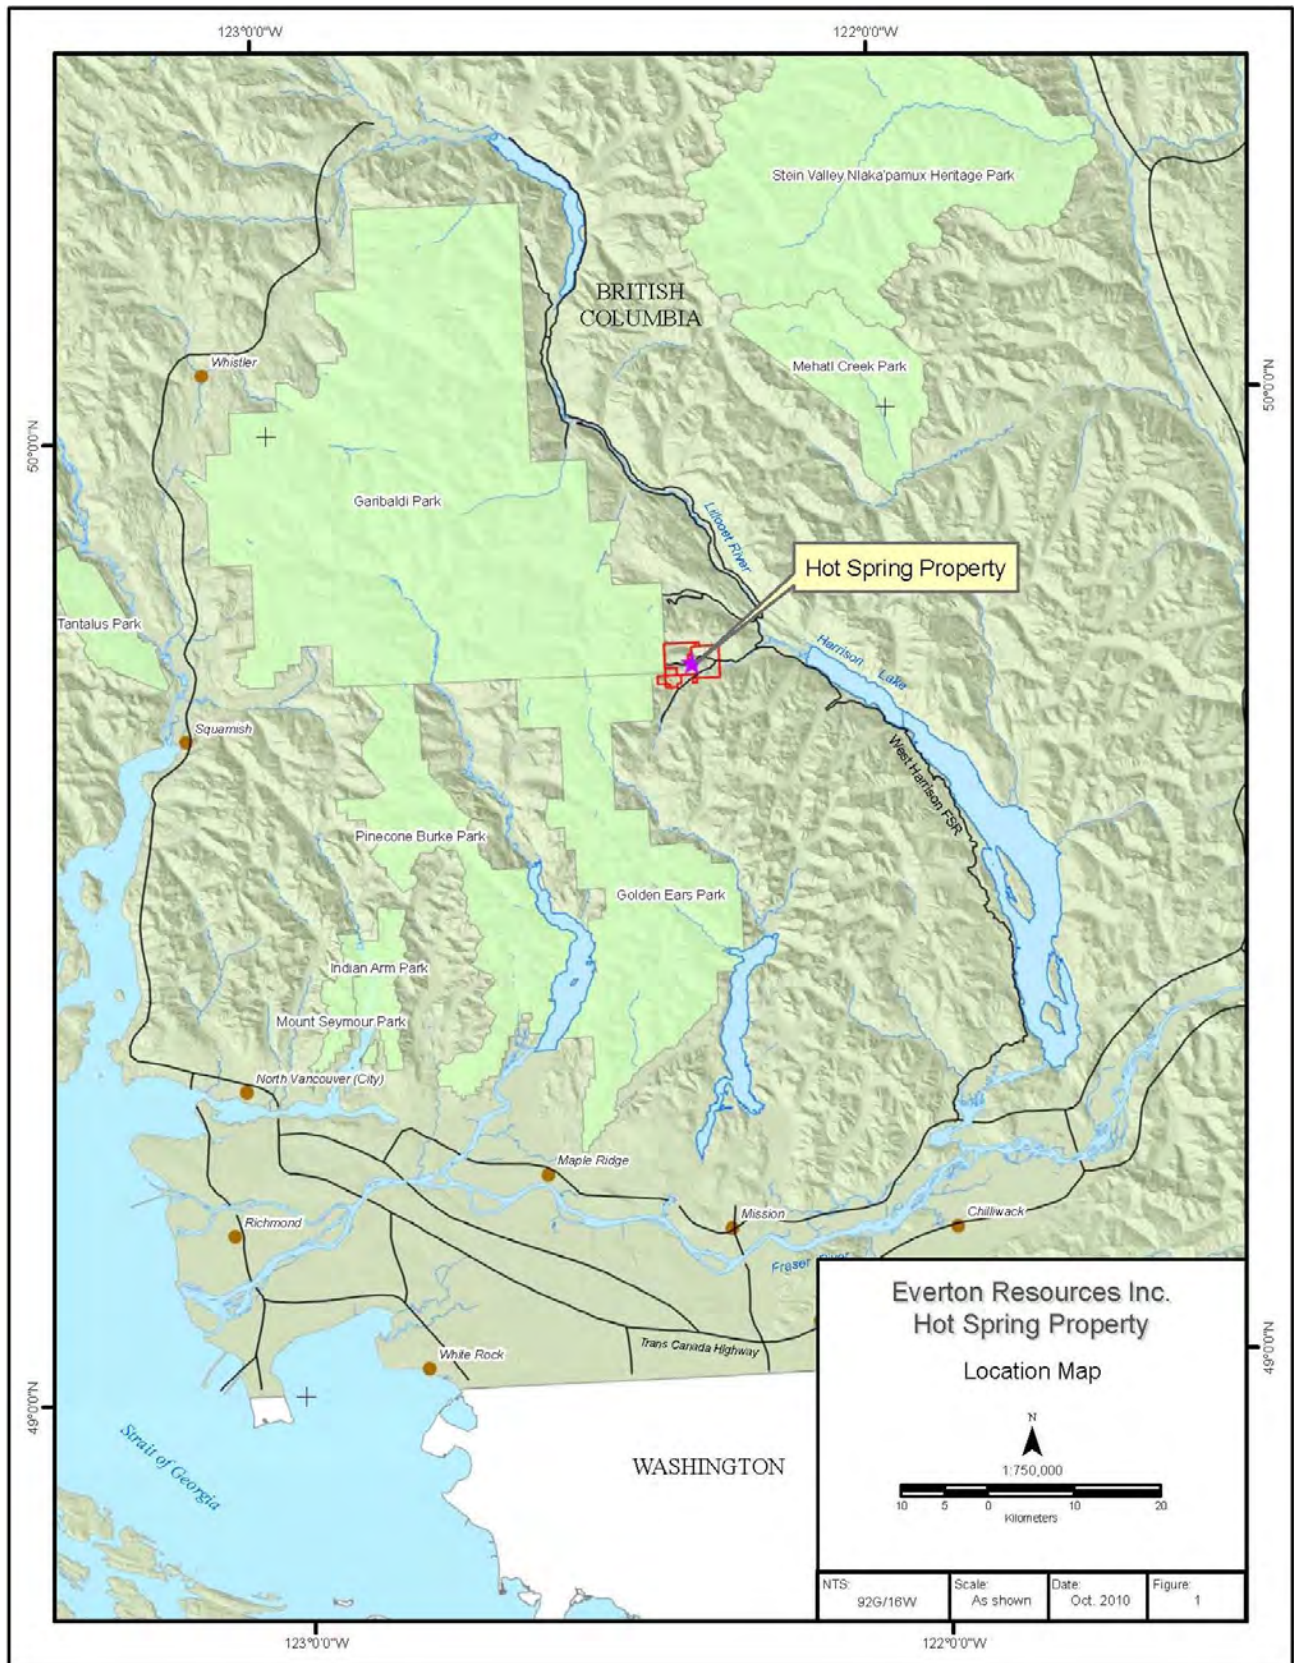 123°0'0"W
122°0'0"W
Stein Valley Nlaka'pamux Heritage Park
BRITISH
COLUMBIA
Whistler
Mehatl Creek Park
50°0'0"N
50°0'0"N
Garibaldi Park
Lillooet River
Hot Spring Property
Tantalus Park
Harrison Lake
Squamish
West Harrison FSR
Pinecone Burke Park
Golden Ears Park
Indian Arm Park
Mount Seymour Park
North Vancouver (City)
Maple Ridge
Mission
Chilliwack
Richmond
Fraser River
White Rock
Trans Canada Highway
49°0'0"N
49°0'0"N
Strait of Georgia
WASHINGTON
Everton Resources Inc.
Hot Spring Property
Location Map
N
1:750,000
10 5 0 10 20
Kilometers
NTS:
92G/16W
Scale:
As shown
Date:
Oct. 2010
Figure:
1
123°0'0"W
122°0'0"W